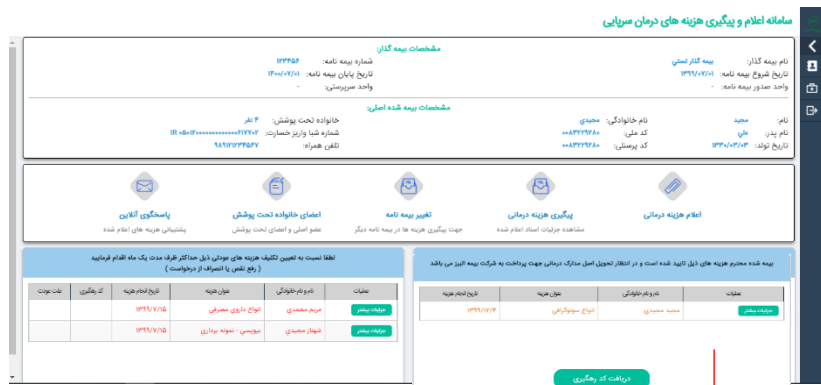 سامانه اعلام و پیگیری هزینه های درمان سرپایی
مشخصات بیمه گذار:
نام بیمه گذار: بیمه گذار تستي شماره بیمه نامه: ۱۲۳۴۵۶
تاریخ شروع بیمه نامه: ۱۳۹۹/۰۷/۰۱ تاریخ پایان بیمه نامه: ۱۴۰۰/۰۷/۰۱
واحد صدور بیمه نامه: - واحد سرپرستی: -
مشخصات بیمه شده اصلی:
نام: مجید نام خانوادگی: مجیدي خانواده تحت پوشش: ۴ نفر
نام پدر: علي کد ملی: ۰۰۸۳۲۲۹۲۸۰ شماره شبا واریز خسارت:
تاریخ تولد: ۱۳۳۰/۰۳/۰۳ کد پرسنلی: ۰۰۸۳۲۲۹۲۸۰ تلفن همراه: ۹۸۹۱۲۱۲۳۴۵۶۷
اعلام هزینه درمانی
پیگیری هزینه درمانی
مشاهده جزئیات اسناد اعلام شده
تغییر بیمه نامه
جهت پیگیری هزینه ها در بیمه نامه دیگر
اعضای خانواده تحت پوشش
عضو اصلی و اعضای تحت پوشش
پاسخگوی آنلاین
پشتیبانی هزینه های اعلام شده
بیمه شده محترم هزینه های ذیل تایید شده است و در انتظار تحویل اصل مدارک درمانی جهت پرداخت به شرکت بیمه البرز می باشد
عملیات نام و نام خانوادگی عنوان هزینه تاریخ انجام هزینه
جزئیات بیشتر مجید مجیدی انواع سونوگرافی ۱۳۹۹/۱۲/۴
دریافت کد رهگیری
لطفا نسبت به تعیین تکلیف هزینه های عودتی ذیل حداکثر ظرف مدت یک ماه اقدام فرمایید
( رفع نقص یا انصراف از درخواست )
عملیات نام و نام خانوادگی عنوان هزینه تاریخ انجام هزینه کد رهگیری علت عودت
جزئیات بیشتر مریم محمدی انواع داروی مصرفی ۱۳۹۹/۷/۱۵
جزئیات بیشتر شهناز مجیدی بیوپسی - نمونه برداری ۱۳۹۹/۷/۱۵